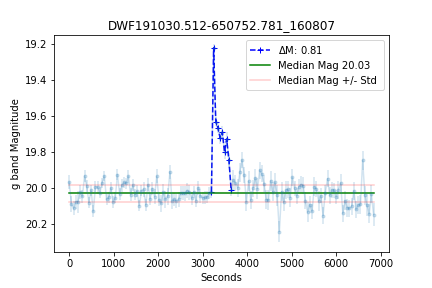 DWF191030.512-650752.781_160807
g band Magnitude
19.2
19.4
19.6
19.8
20.0
20.2
ΔM: 0.81
Median Mag 20.03
Median Mag +/- Std
0 1000 2000 3000 4000 5000 6000 7000
Seconds